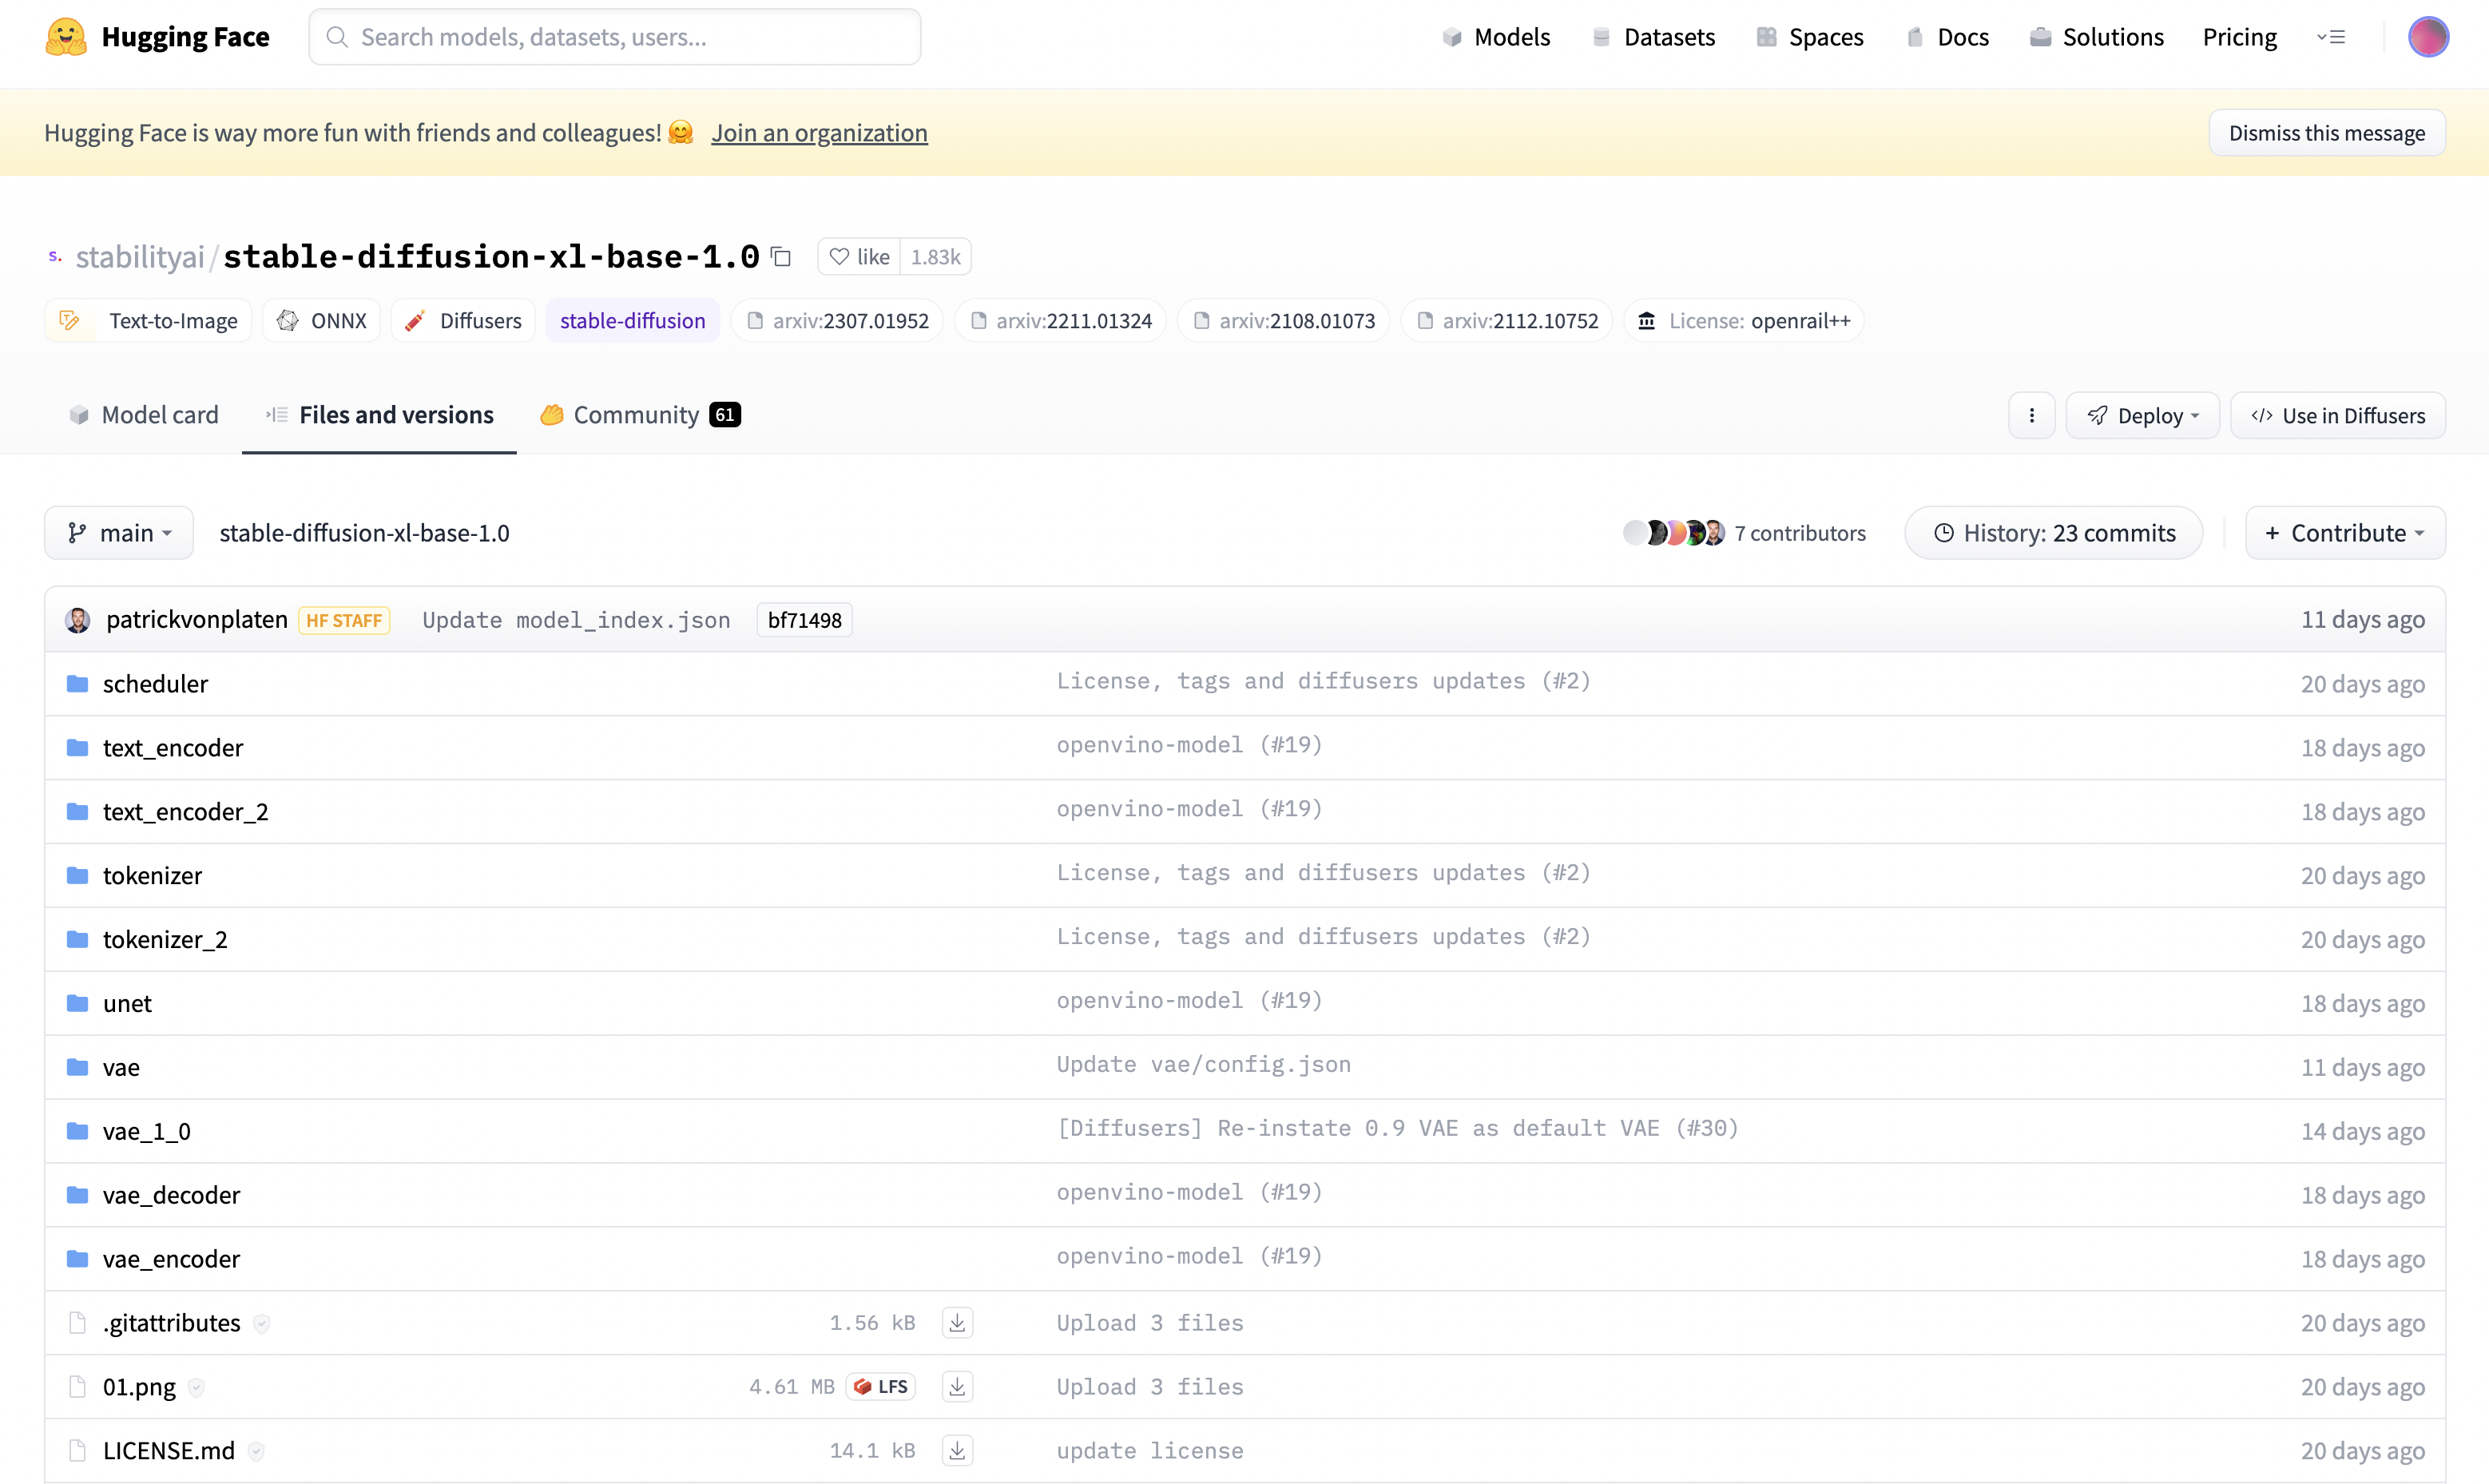 Hugging Face Search models, datasets, users... Models Datasets Spaces Docs Solutions Pricing
Hugging Face is way more fun with friends and colleagues! 🤗 Join an organization Dismiss this message
s. stabilityai/stable-diffusion-xl-base-1.0 like 1.83k
Text-to-Image ONNX Diffusers stable-diffusion arxiv:2307.01952 arxiv:2211.01324 arxiv:2108.01073 arxiv:2112.10752 License: openrail++
Model card Files and versions Community 61 Deploy </> Use in Diffusers
main stable-diffusion-xl-base-1.0 7 contributors History: 23 commits + Contribute
patrickvonplaten HF STAFF Update model_index.json bf71498 11 days ago
scheduler License, tags and diffusers updates (#2) 20 days ago
text_encoder openvino-model (#19) 18 days ago
text_encoder_2 openvino-model (#19) 18 days ago
tokenizer License, tags and diffusers updates (#2) 20 days ago
tokenizer_2 License, tags and diffusers updates (#2) 20 days ago
unet openvino-model (#19) 18 days ago
vae Update vae/config.json 11 days ago
vae_1_0 [Diffusers] Re-instate 0.9 VAE as default VAE (#30) 14 days ago
vae_decoder openvino-model (#19) 18 days ago
vae_encoder openvino-model (#19) 18 days ago
.gitattributes 1.56 kB Upload 3 files 20 days ago
01.png 4.61 MB LFS Upload 3 files 20 days ago
LICENSE.md 14.1 kB update license 20 days ago